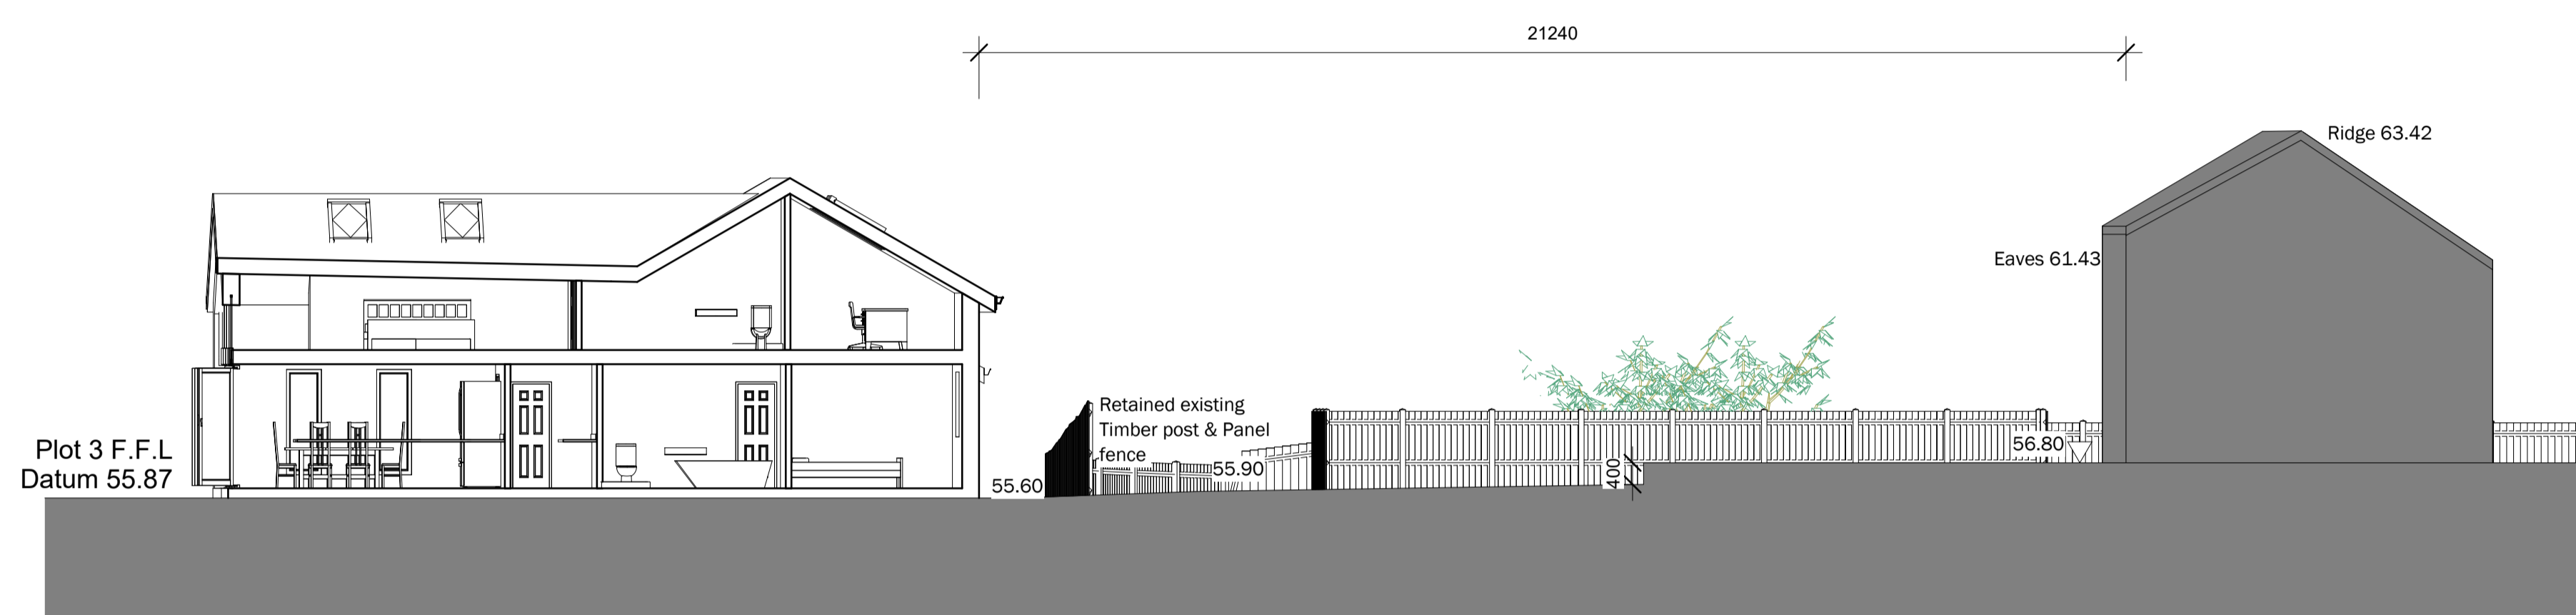 21240
Ridge 63.42
Eaves 61.43
Retained existing
Timber post & Panel
fence
Plot 3 F.F.L
Datum 55.87
55.60
55.90
400
56.80